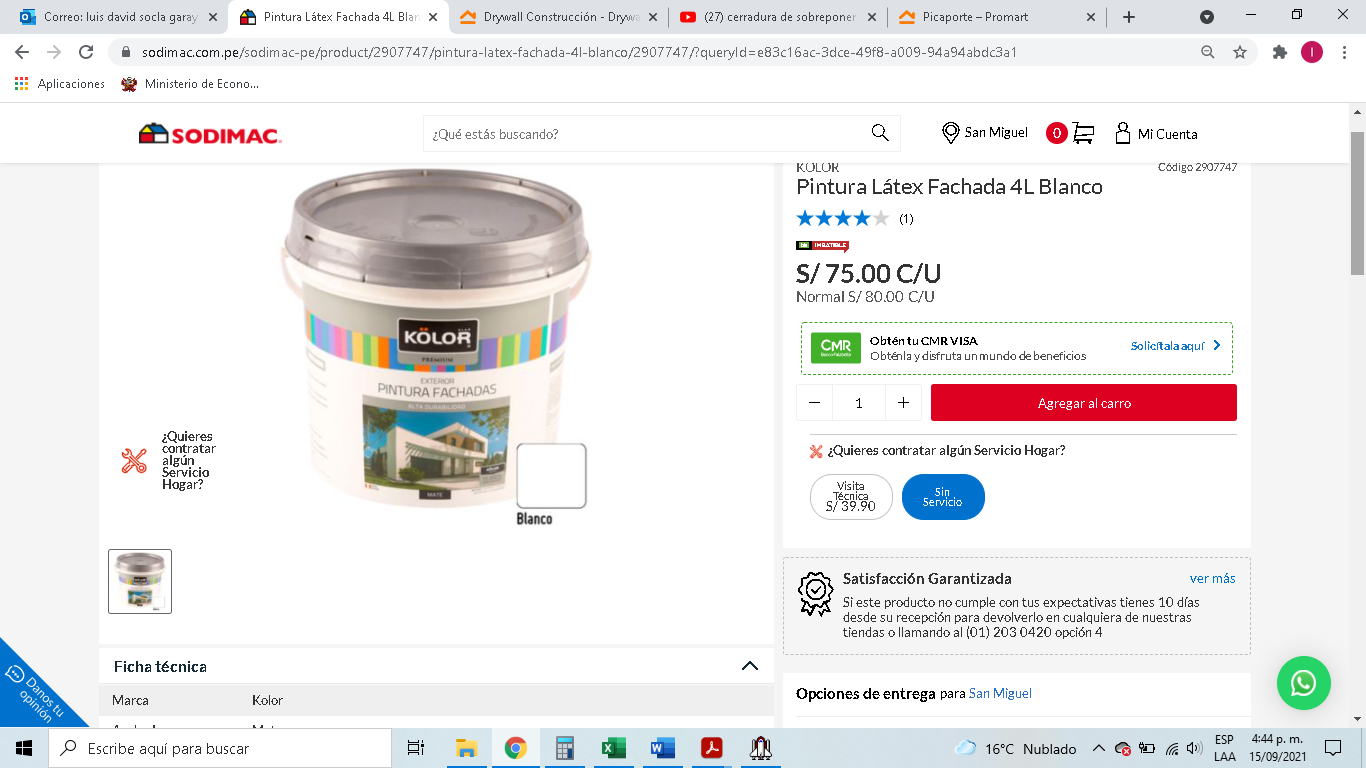 Correo: luis david socla garay
Pintura Látex Fachada 4L Blan
Drywall Construcción - Drywa
Picaporte – Promart
sodimac.com.pe/sodimac-pe/product/2907747/pintura-latex-fachada-4l-blanco/2907747/?queryId=e83c16ac-3dce-49f8-a009-94a94abdc3a1
I
Aplicaciones
Ministerio de Econo...
SODIMAC
¿Qué estás buscando?
San Miguel
0
Mi Cuenta
KOLOR
Código 2907747
Pintura Látex Fachada 4L Blanco
(1)
IMBATIBLE
S/ 75.00 C/U
Normal S/ 80.00 C/U
CMR
Banco Falabella
Obtén tu CMR VISA
Obténla y disfruta un mundo de beneficios
Solicítala aquí
1
Agregar al carro
¿Quieres contratar algún Servicio Hogar?
Visita
Técnica
S/ 39.90
Sin
Servicio
KÖLOR
PREMIUM
EXTERIOR
PINTURA FACHADAS
ALTA DURABILIDAD
MATE
Blanco
¿Quieres
contratar
algún
Servicio
Hogar?
Satisfacción Garantizada
ver más
Si este producto no cumple con tus expectativas tienes 10 días
desde su recepción para devolverlo en cualquiera de nuestras
tiendas o llamando al (01) 203 0420 opción 4
Ficha técnica
Marca Kolor
Opciones de entrega para San Miguel
Danos tu
opinión
Escribe aquí para buscar
16°C Nublado
ESP
LAA
4:44 p. m.
15/09/2021